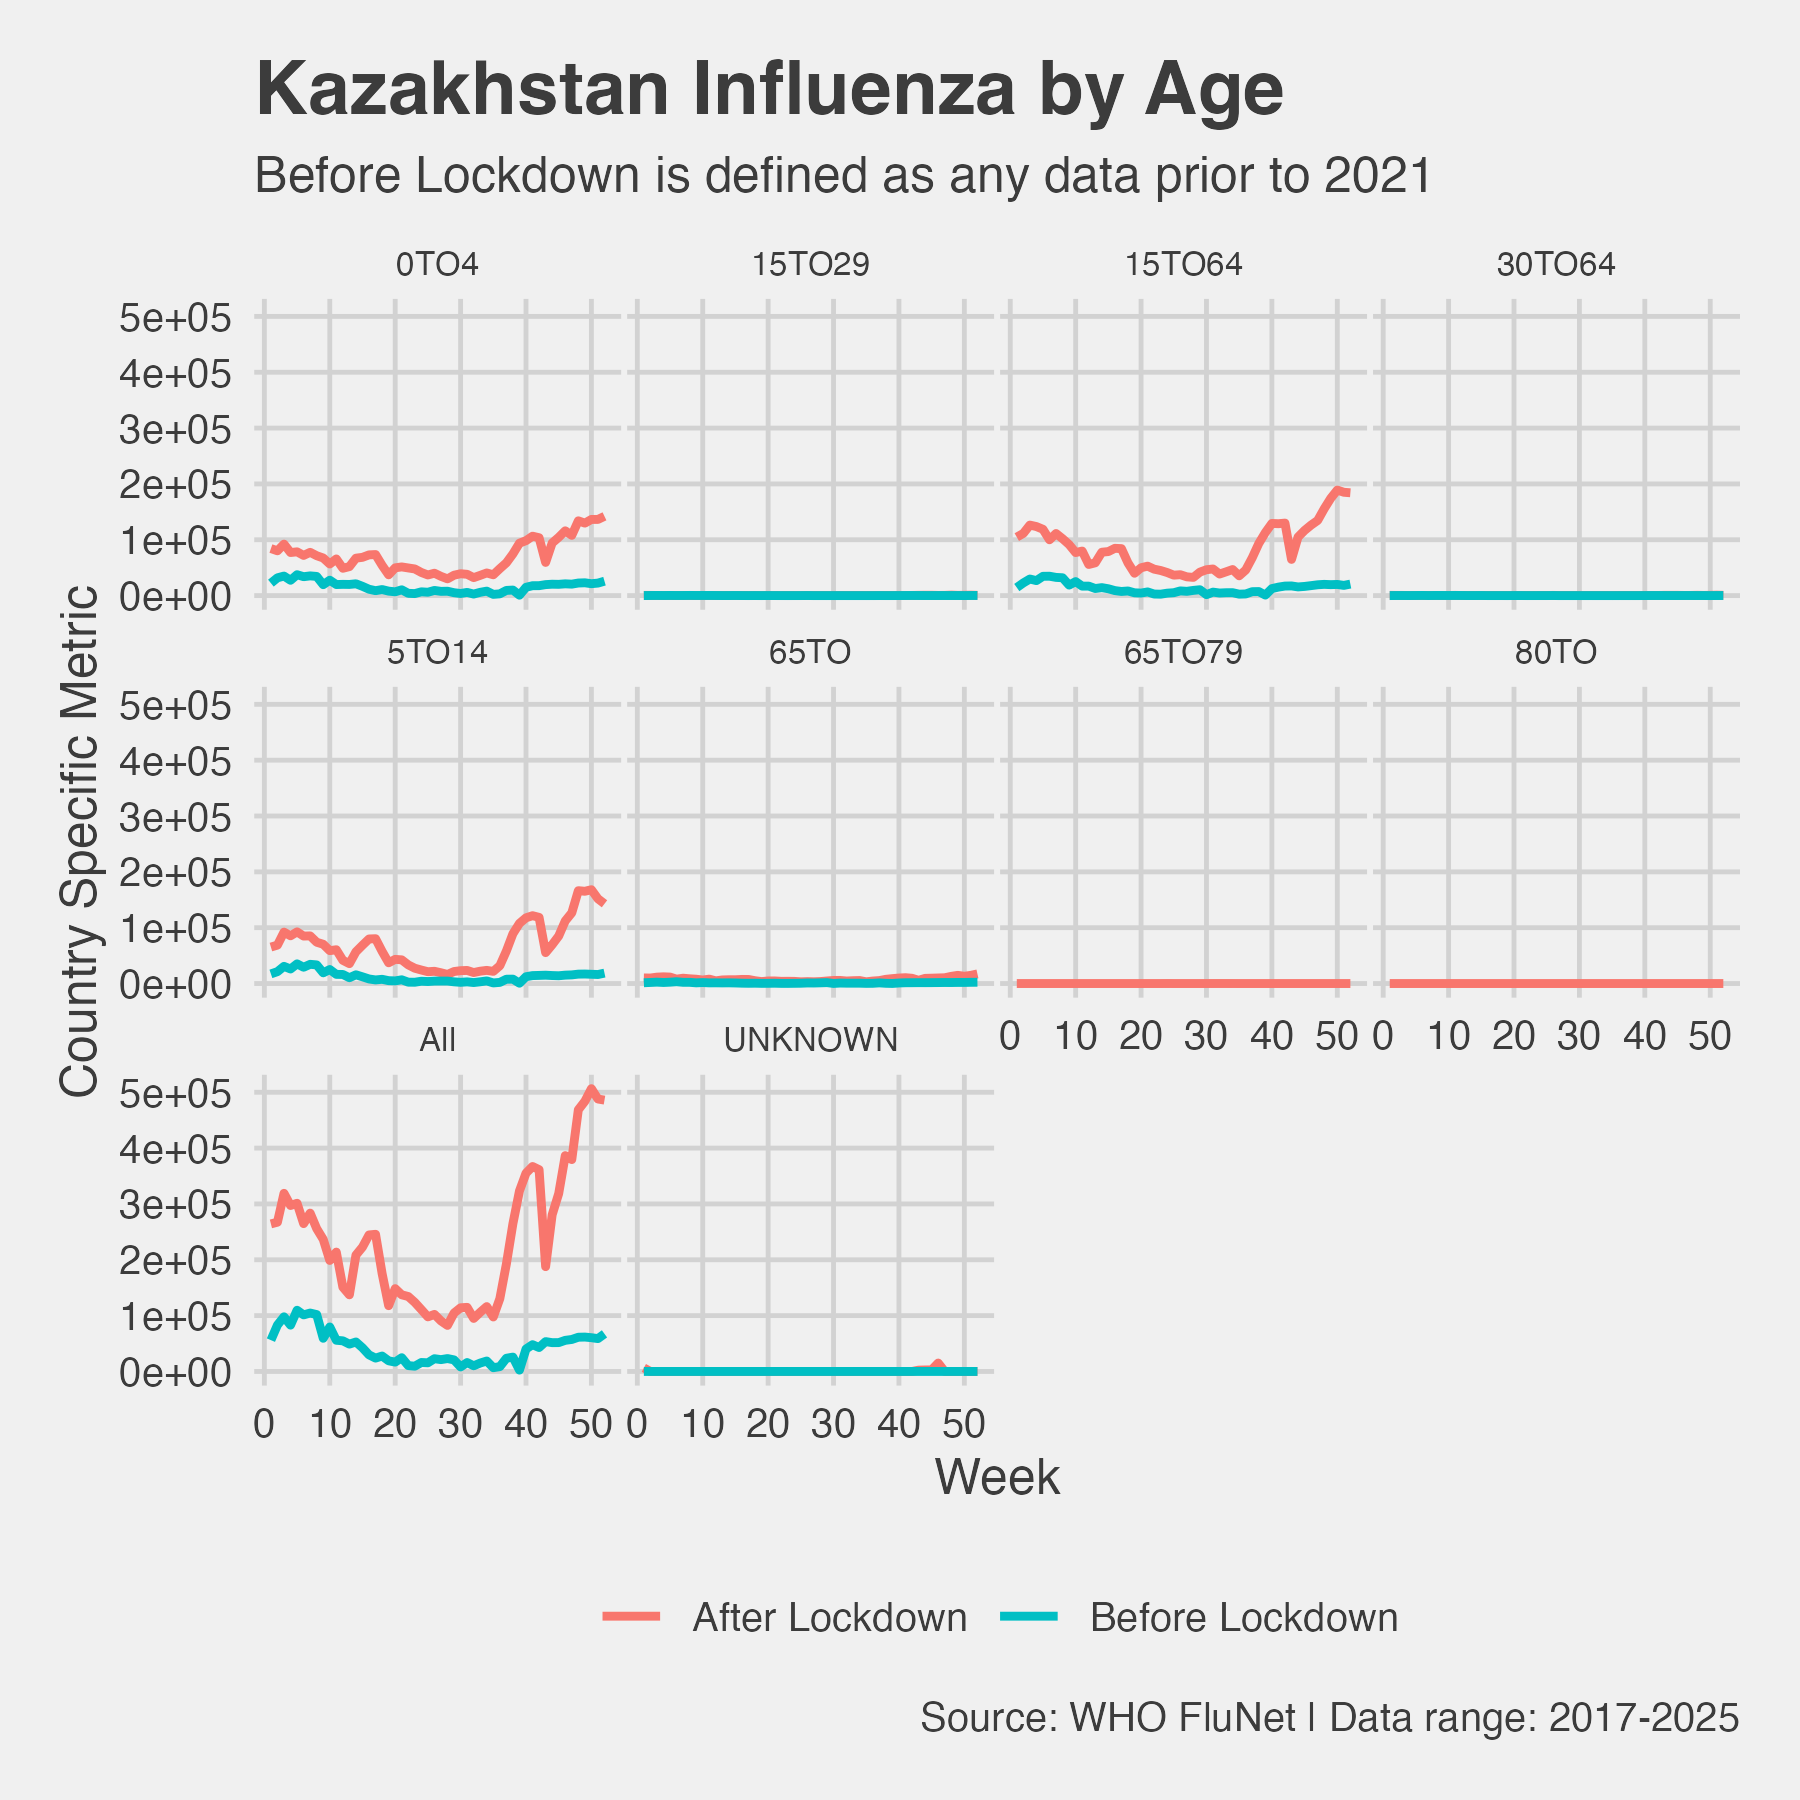 Kazakhstan Influenza by Age
Before Lockdown is defined as any data prior to 2021
0TO4 15TO29 15TO64 30TO64
5e+05
4e+05
3e+05
2e+05
1e+05
0e+00
5TO14 65TO 65TO79 80TO
5e+05
4e+05
3e+05
2e+05
1e+05
0e+00
0 10 20 30 40 50 0 10 20 30 40 50
All UNKNOWN
5e+05
4e+05
3e+05
2e+05
1e+05
0e+00
0 10 20 30 40 50 0 10 20 30 40 50
Country Specific Metric
Week
After Lockdown Before Lockdown
Source: WHO FluNet | Data range: 2017-2025